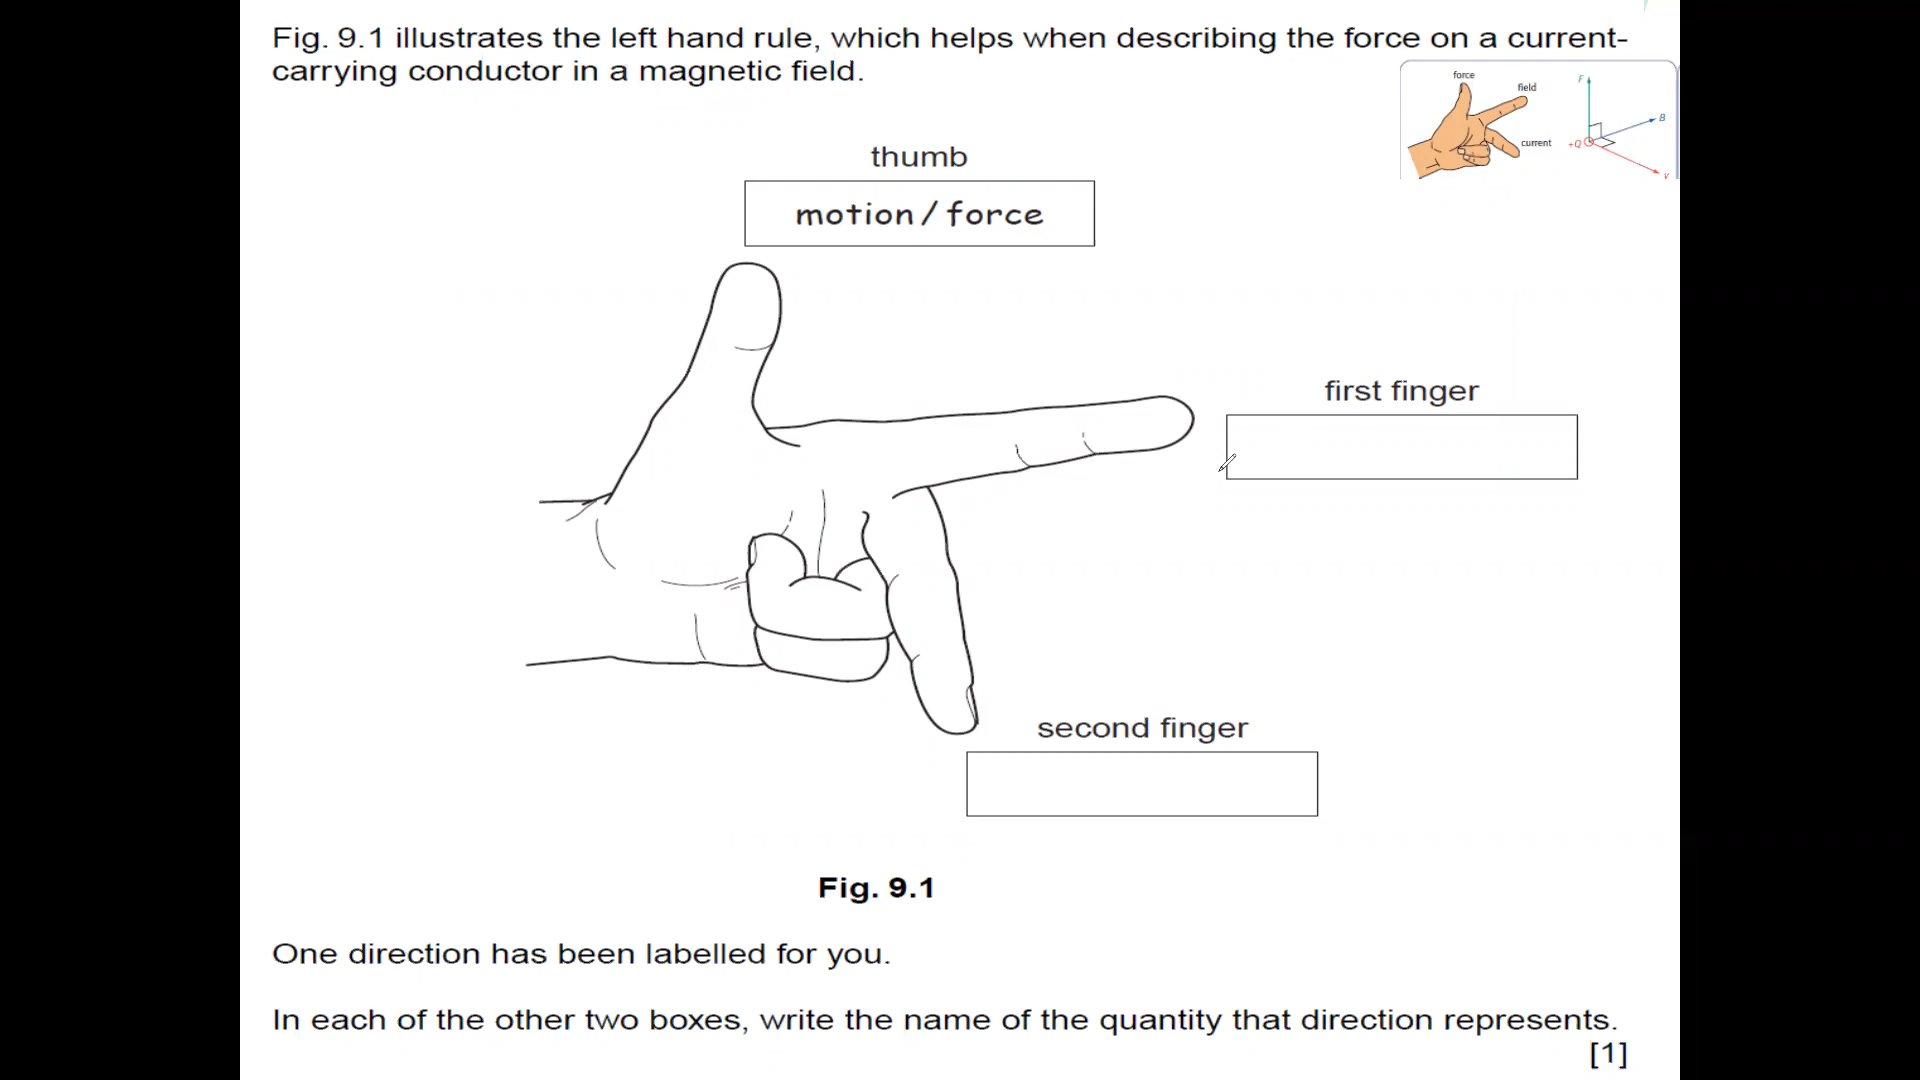 Fig. 9.1 illustrates the left hand rule, which helps when describing the force on a current-
carrying conductor in a magnetic field.
force
field
current
F
B
+Q
v
thumb
motion / force
first finger
second finger
Fig. 9.1
One direction has been labelled for you.
In each of the other two boxes, write the name of the quantity that direction represents.
[1]